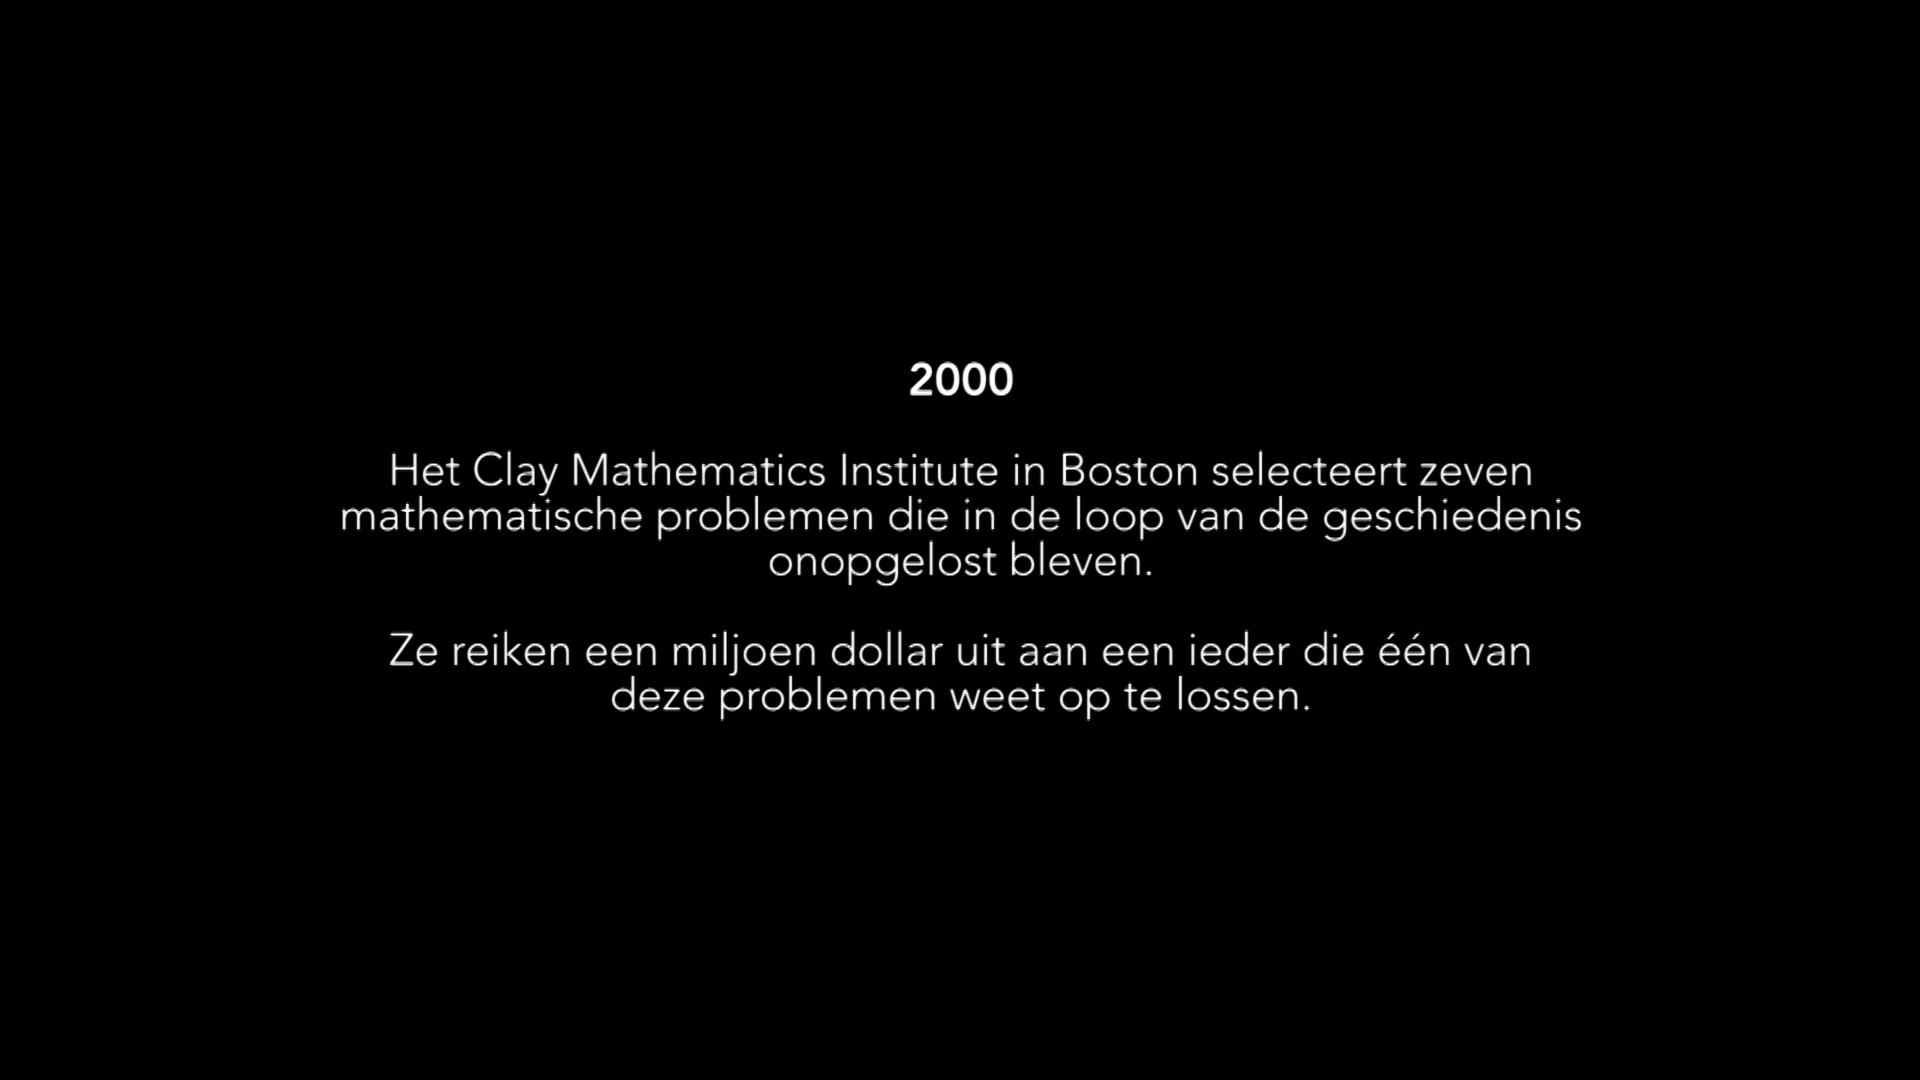 2000
Het Clay Mathematics Institute in Boston selecteert zeven
mathematische problemen die in de loop van de geschiedenis
onopgelost bleven.
Ze reiken een miljoen dollar uit aan een ieder die één van
deze problemen weet op te lossen.